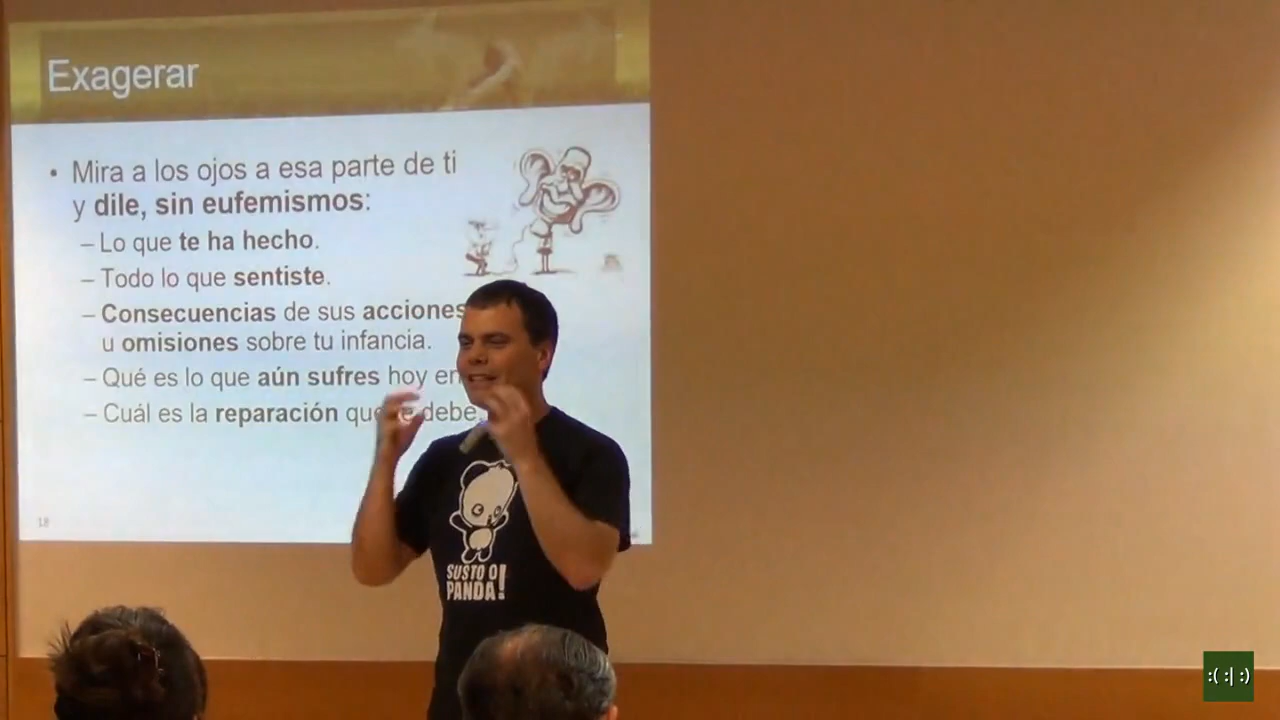 Exagerar
• Mira a los ojos a esa parte de ti
y dile, sin eufemismos:
– Lo que te ha hecho.
– Todo lo que sentiste.
– Consecuencias de sus acciones
u omisiones sobre tu infancia.
– Qué es lo que aún sufres hoy en
– Cuál es la reparación que debe
18
SUSTO O
PANDA!
:( :| :)